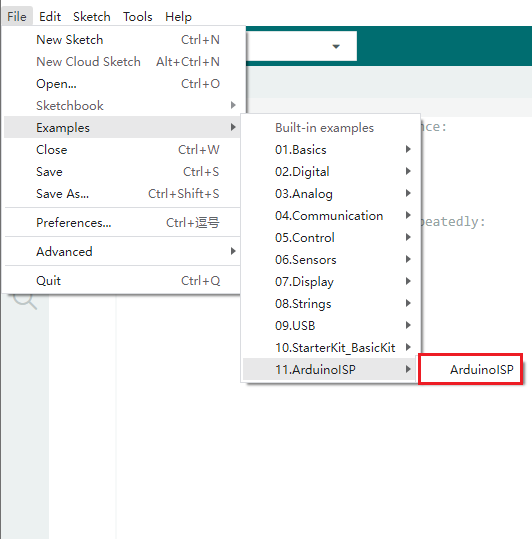 File Edit Sketch Tools Help
New Sketch Ctrl+N
New Cloud Sketch Alt+Ctrl+N
Open... Ctrl+O
Sketchbook
Examples
Close Ctrl+W
Save Ctrl+S
Save As... Ctrl+Shift+S
Preferences... Ctrl+逗号
Advanced
Quit Ctrl+Q
Built-in examples
01.Basics
02.Digital
03.Analog
04.Communication
05.Control
06.Sensors
07.Display
08.Strings
09.USB
10.StarterKit_BasicKit
11.ArduinoISP
ArduinoISP
nce:
peatedly: